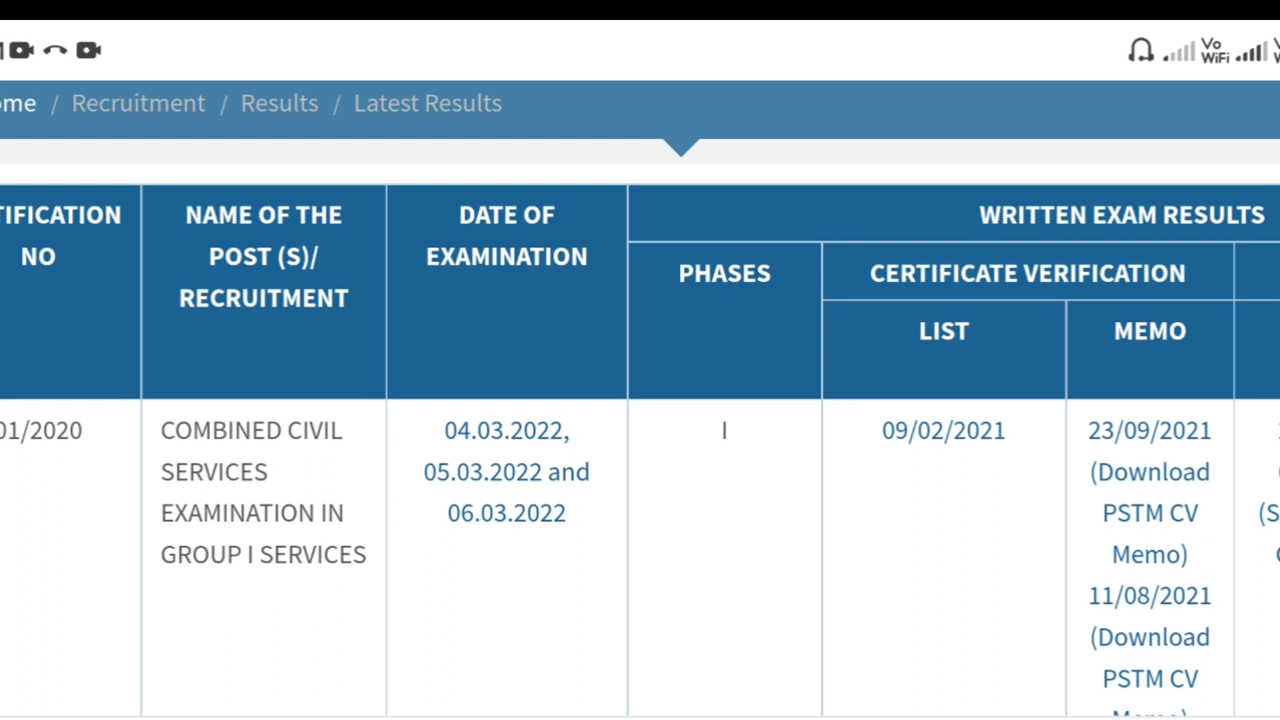 Vo
WiFi
Recruitment / Results / Latest Results
NO
NAME OF THE
POST (S)/
RECRUITMENT
DATE OF
EXAMINATION
WRITTEN EXAM RESULTS
PHASES
CERTIFICATE VERIFICATION
LIST
MEMO
01/2020
COMBINED CIVIL
SERVICES
EXAMINATION IN
GROUP I SERVICES
04.03.2022,
05.03.2022 and
06.03.2022
I
09/02/2021
23/09/2021
(Download
PSTM CV
Memo)
11/08/2021
(Download
PSTM CV